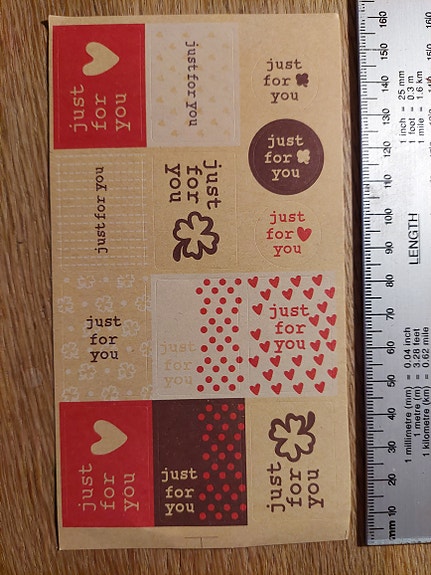 just
for
you
just for you
just
for
you
just
for
you
just
for
you
just for you
just
for
you
just
for
you
just
for
you
just
for
you
just
for
you
just
for
you
just
for
you
mm 10 20 30 40 50 60 70 80 90 100 110 120 130 140 150 160
LENGTH
1 millimetre (mm) = 0.04 inch
1 metre (m) = 3.28 feet
1 kilometre (km) = 0.62 mile
1 inch = 25 mm
1 foot = 0.3 m
1 mile = 1.6 km